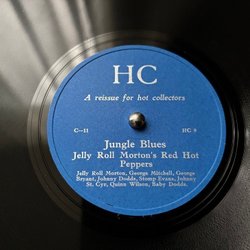 HC
A reissue for hot collectors
C-11 HC 8
Jungle Blues
Jelly Roll Morton's Red Hot
Peppers
Jelly Roll Morton, George Mitchell, George
Bryant, Johnny Dodds, Stomp Evans, Johnny
St. Cyr, Quinn Wilson, Baby Dodds.